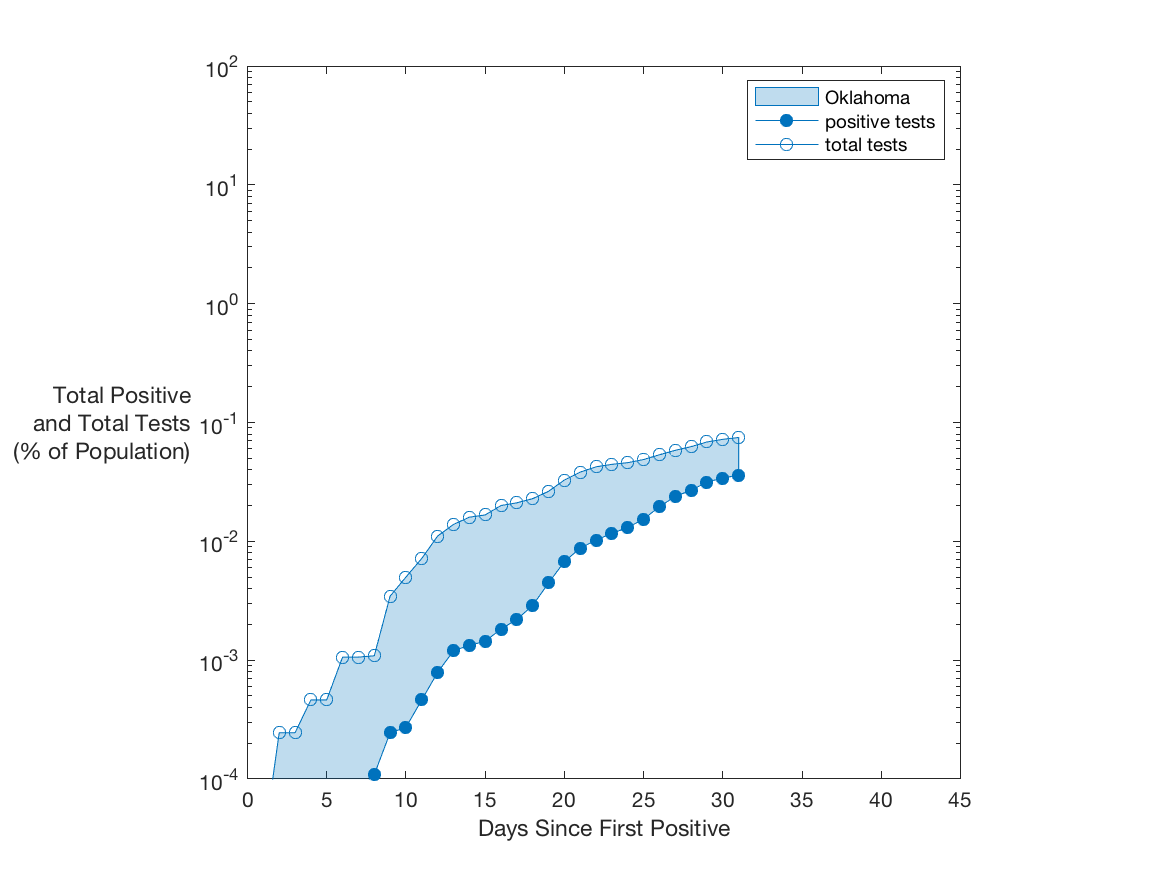 10^2
10^1
10^0
10^-1
10^-2
10^-3
10^-4
Total Positive
and Total Tests
(% of Population)
Oklahoma
positive tests
total tests
0 5 10 15 20 25 30 35 40 45
Days Since First Positive